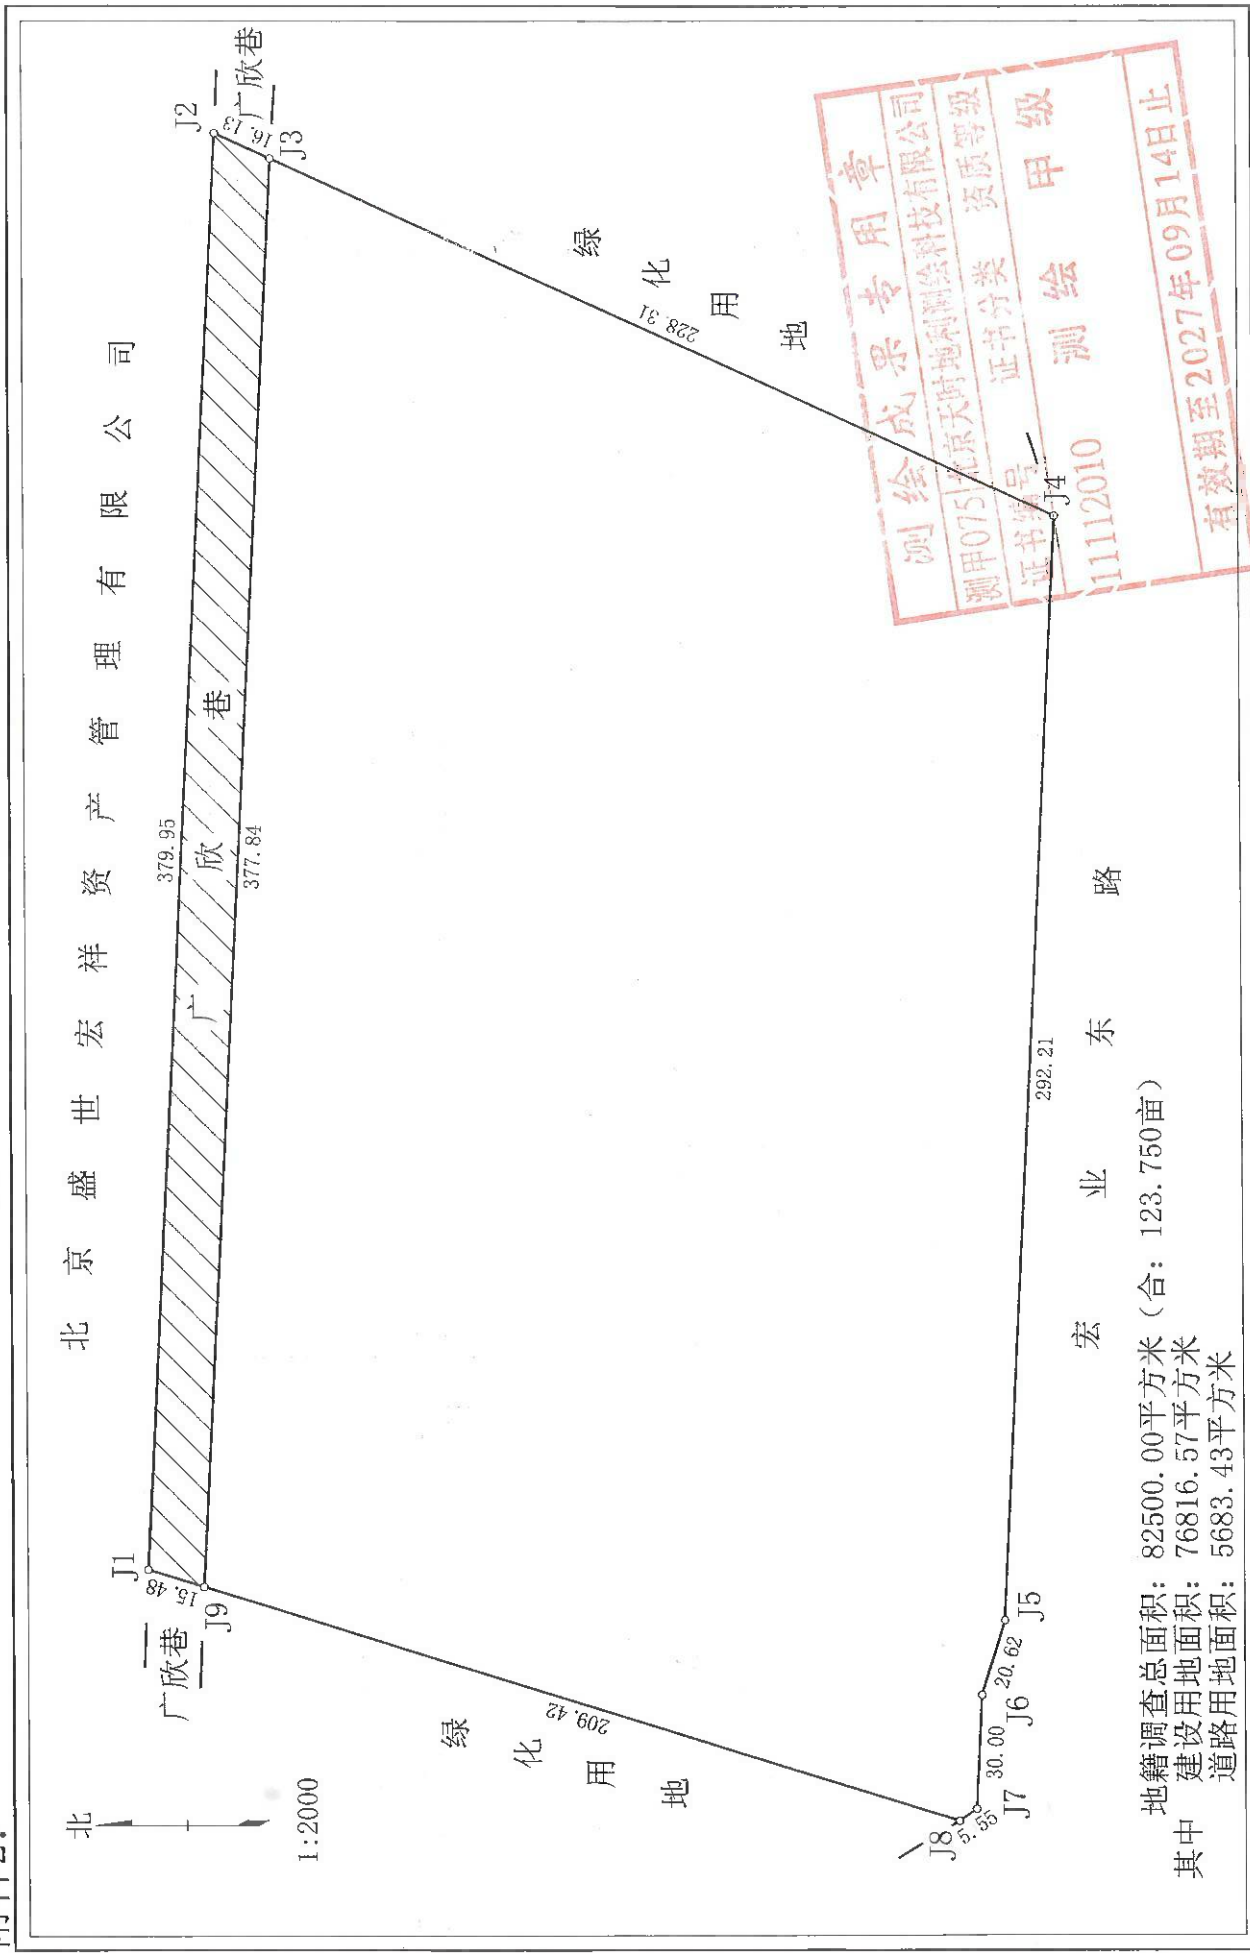 北京盛世宏祥资产管理有限公司
北
1:2000
J1
379.95
J2
广欣巷
15.48
16.13
广欣巷
J9
广欣巷
377.84
J3
209.42
228.31
绿化用地
绿化用地
J8
5.55
J7
30.00
J6
20.62
J5
292.21
J4
宏业东路
地籍调查总面积：82500.00平方米（合：123.750亩）
其中 建设用地面积：76816.57平方米
道路用地面积：5683.43平方米
测绘成果专用章
测甲075 北京天时地利测绘科技有限公司
证书编号 证书分类 资质等级
11112010 测绘 甲级
有效期至2027年09月14日止